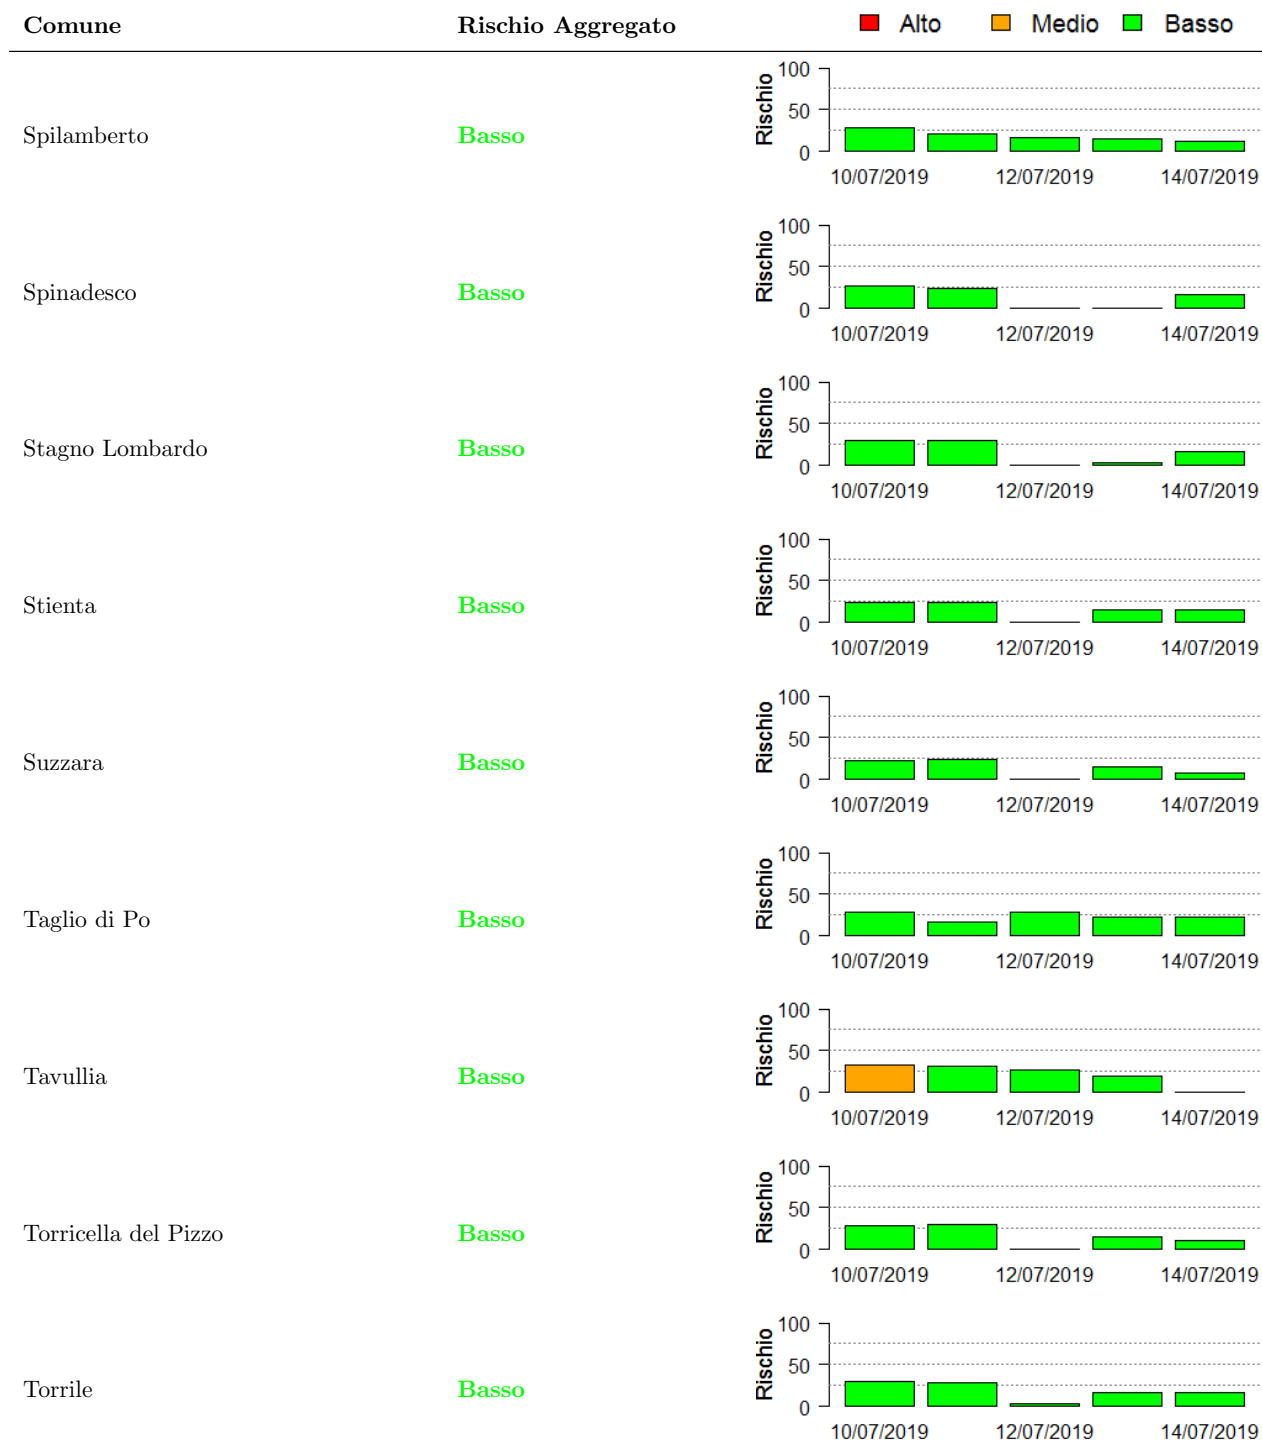 Comune Rischio Aggregato Alto Medio Basso
Spilamberto Basso Rischio 100 50 0
10/07/2019 12/07/2019 14/07/2019
Spinadesco Basso Rischio 100 50 0
10/07/2019 12/07/2019 14/07/2019
Stagno Lombardo Basso Rischio 100 50 0
10/07/2019 12/07/2019 14/07/2019
Stienta Basso Rischio 100 50 0
10/07/2019 12/07/2019 14/07/2019
Suzzara Basso Rischio 100 50 0
10/07/2019 12/07/2019 14/07/2019
Taglio di Po Basso Rischio 100 50 0
10/07/2019 12/07/2019 14/07/2019
Tavullia Basso Rischio 100 50 0
10/07/2019 12/07/2019 14/07/2019
Torricella del Pizzo Basso Rischio 100 50 0
10/07/2019 12/07/2019 14/07/2019
Torrile Basso Rischio 100 50 0
10/07/2019 12/07/2019 14/07/2019